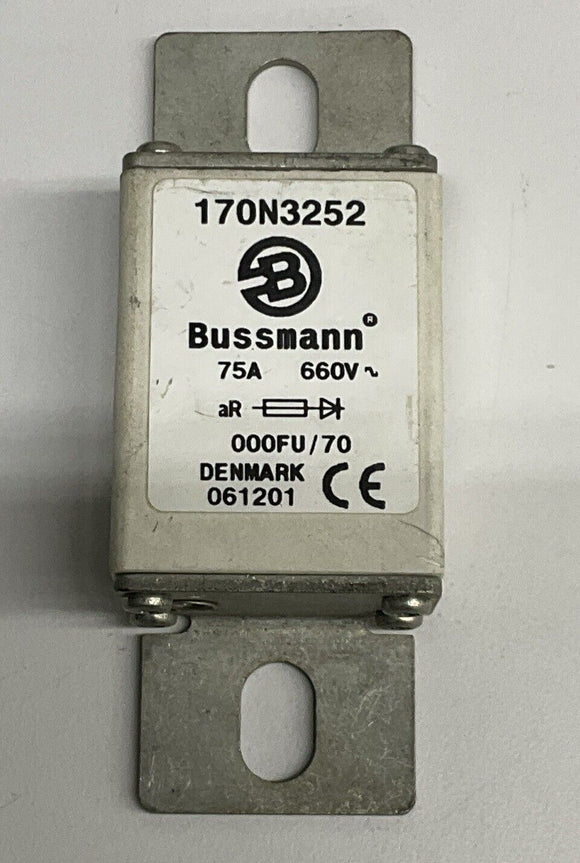 170N3252
B
Bussmann®
75A 660V ~
aR
000FU/70
DENMARK
061201 CE